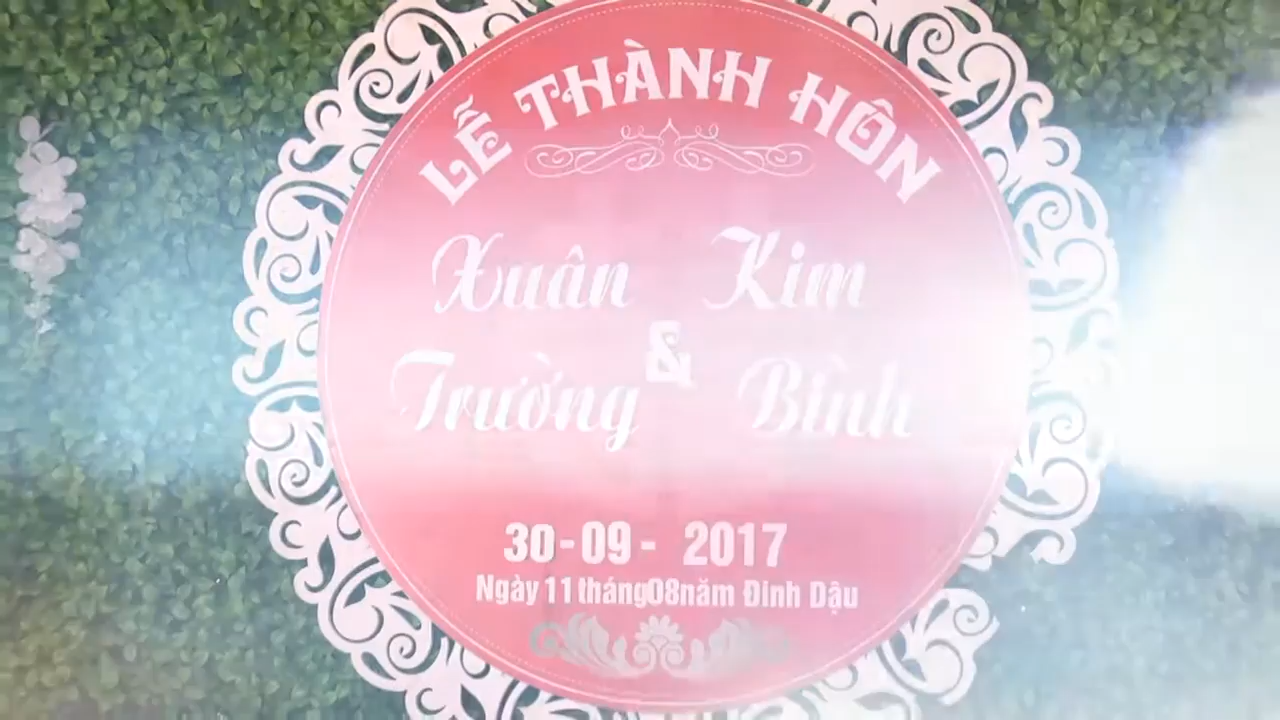 LỄ THÀNH HÔN
Xuân Trường
&
Kim Bình
30-09- 2017
Ngày 11 tháng 08 năm Đinh Dậu